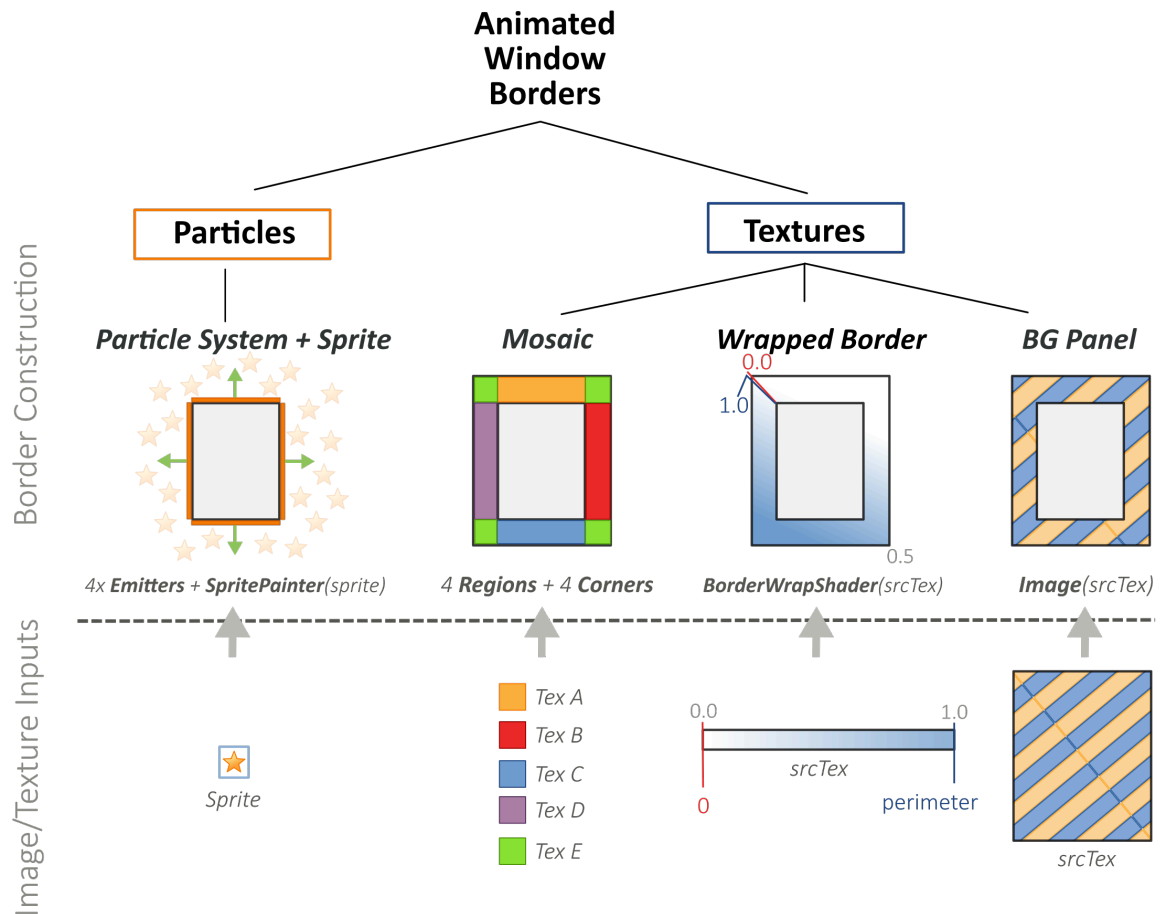 Animated
Window
Borders
Particles
Textures
Border Construction
Particle System + Sprite
Mosaic
Wrapped Border
BG Panel
0.0
1.0
0.5
4x Emitters + SpritePainter(sprite)
4 Regions + 4 Corners
BorderWrapShader(srcTex)
Image(srcTex)
Image/Texture Inputs
Sprite
Tex A
Tex B
Tex C
Tex D
Tex E
0.0
1.0
srcTex
0
perimeter
srcTex